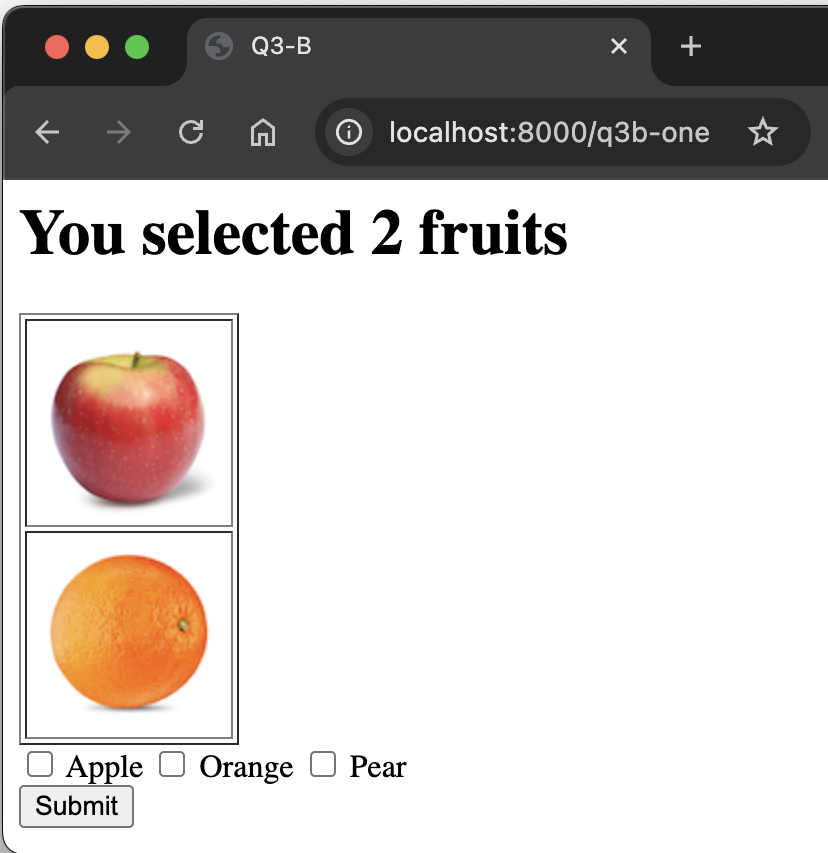 Q3-B
localhost:8000/q3b-one
You selected 2 fruits
Apple Orange Pear
Submit